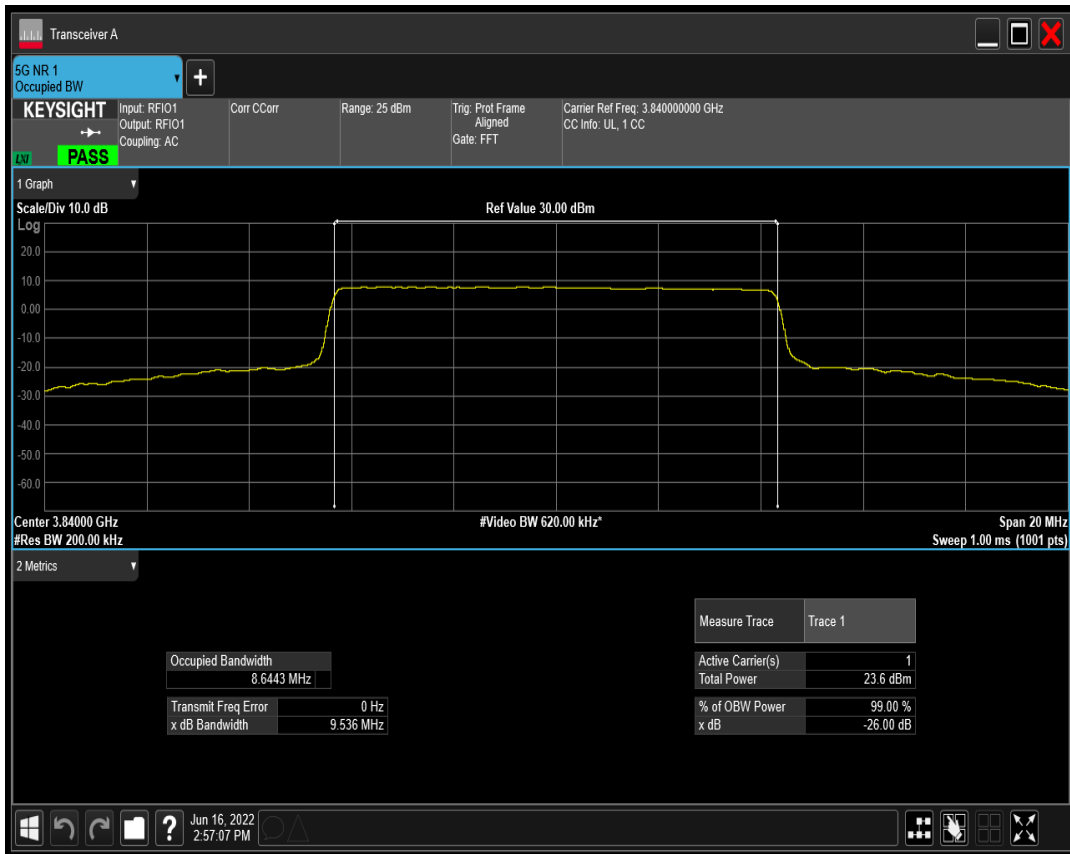 Transceiver A
5G NR 1
Occupied BW
+
KEYSIGHT
LXI
PASS
Input: RFIO1
Output: RFIO1
Coupling: AC
Corr CCorr
Range: 25 dBm
Trig: Prot Frame
Aligned
Gate: FFT
Carrier Ref Freq: 3.840000000 GHz
CC Info: UL, 1 CC
1 Graph
Scale/Div 10.0 dB
Ref Value 30.00 dBm
Log
20.0
10.0
0.00
-10.0
-20.0
-30.0
-40.0
-50.0
-60.0
Center 3.84000 GHz
#Video BW 620.00 kHz*
Span 20 MHz
#Res BW 200.00 kHz
Sweep 1.00 ms (1001 pts)
2 Metrics
Measure Trace Trace 1
Occupied Bandwidth
8.6443 MHz
Active Carrier(s) 1
Total Power 23.6 dBm
Transmit Freq Error 0 Hz
x dB Bandwidth 9.536 MHz
% of OBW Power 99.00 %
x dB -26.00 dB
?
Jun 16, 2022
2:57:07 PM